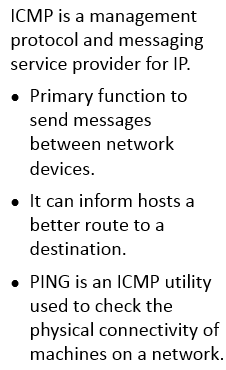 ICMP is a management
protocol and messaging
service provider for IP.
• Primary function to
send messages
between network
devices.
• It can inform hosts a
better route to a
destination.
• PING is an ICMP utility
used to check the
physical connectivity of
machines on a network.